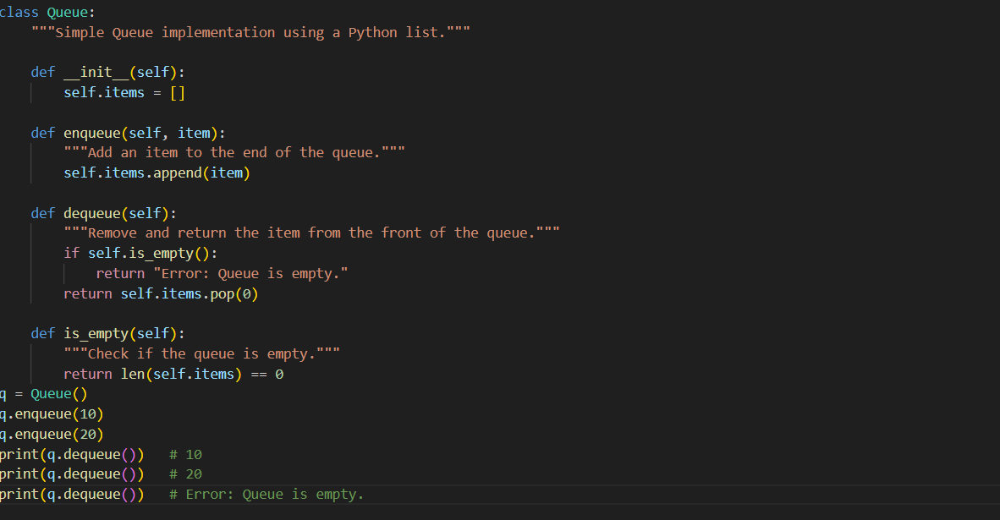 class Queue:
    """Simple Queue implementation using a Python list."""

    def __init__(self):
        self.items = []

    def enqueue(self, item):
        """Add an item to the end of the queue."""
        self.items.append(item)

    def dequeue(self):
        """Remove and return the item from the front of the queue."""
        if self.is_empty():
            return "Error: Queue is empty."
        return self.items.pop(0)

    def is_empty(self):
        """Check if the queue is empty."""
        return len(self.items) == 0
q = Queue()
q.enqueue(10)
q.enqueue(20)
print(q.dequeue())   # 10
print(q.dequeue())   # 20
print(q.dequeue())   # Error: Queue is empty.